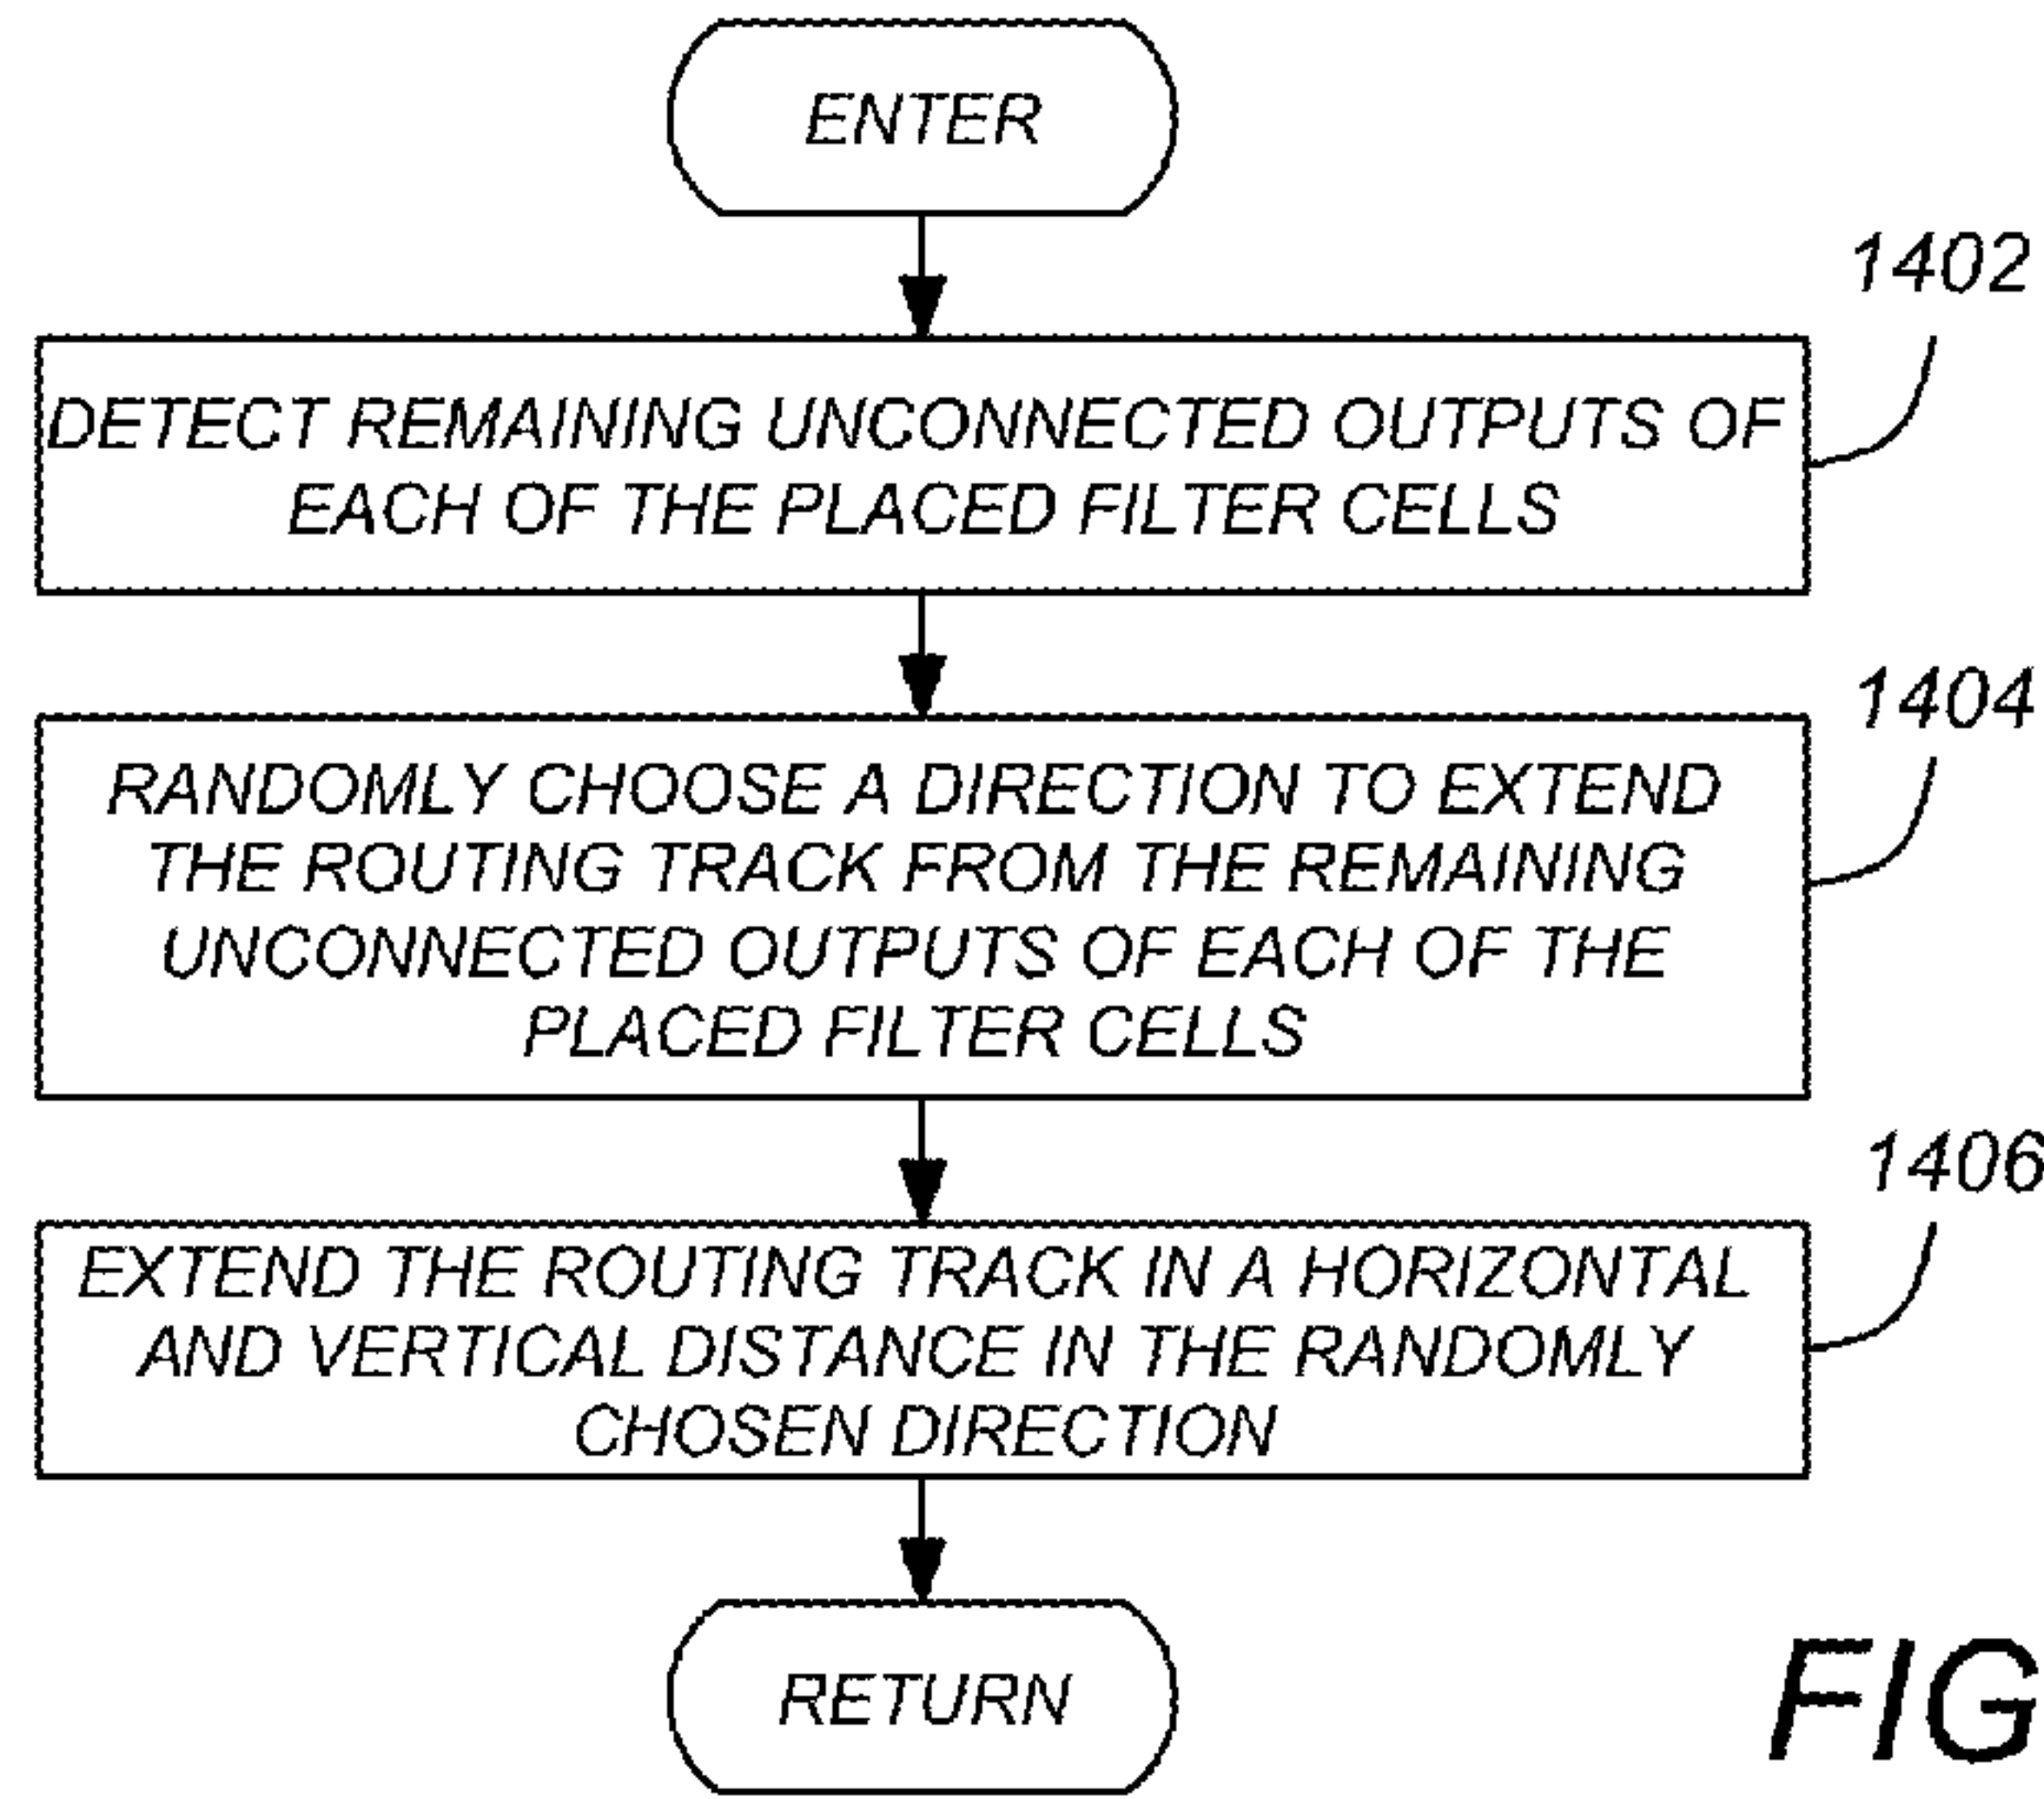 ENTER
1402
DETECT REMAINING UNCONNECTED OUTPUTS OF
EACH OF THE PLACED FILTER CELLS
1404
RANDOMLY CHOOSE A DIRECTION TO EXTEND
THE ROUTING TRACK FROM THE REMAINING
UNCONNECTED OUTPUTS OF EACH OF THE
PLACED FILTER CELLS
1406
EXTEND THE ROUTING TRACK IN A HORIZONTAL
AND VERTICAL DISTANCE IN THE RANDOMLY
CHOSEN DIRECTION
RETURN
FIG